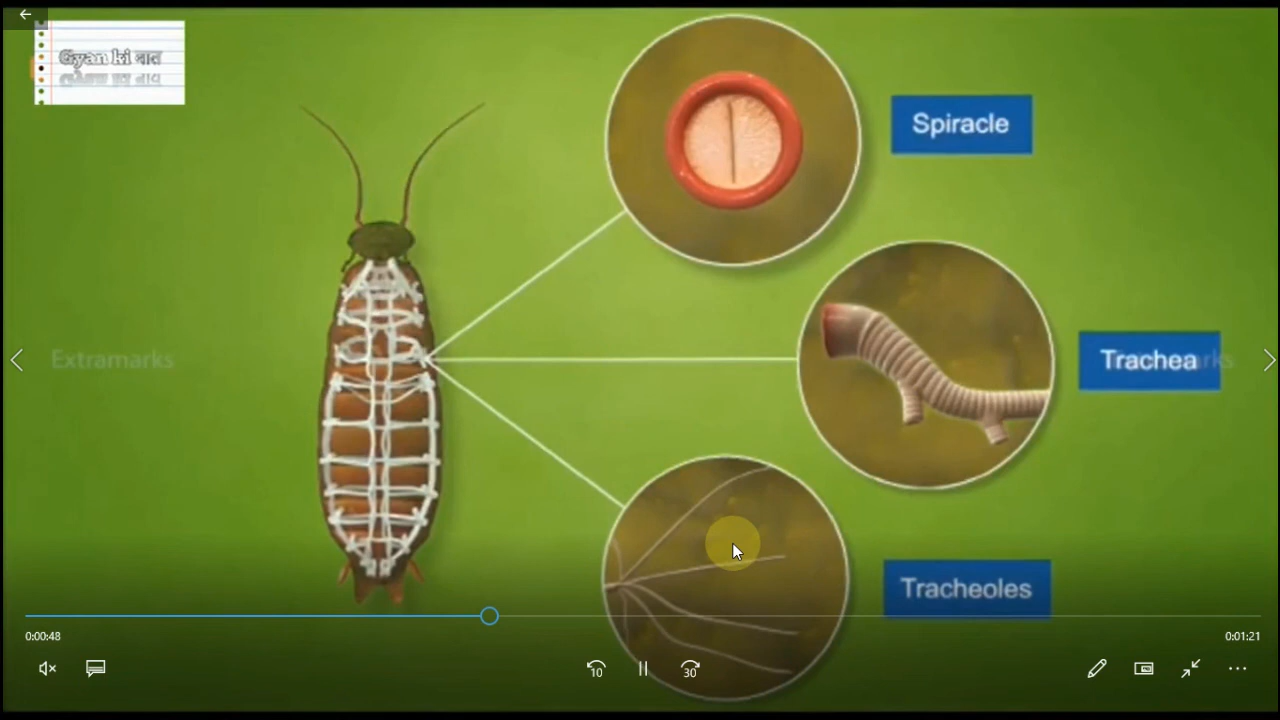 Gyan ki बात
Spiracle
Extramarks
Trachea
Tracheoles
0:00:48
0:01:21
10
30